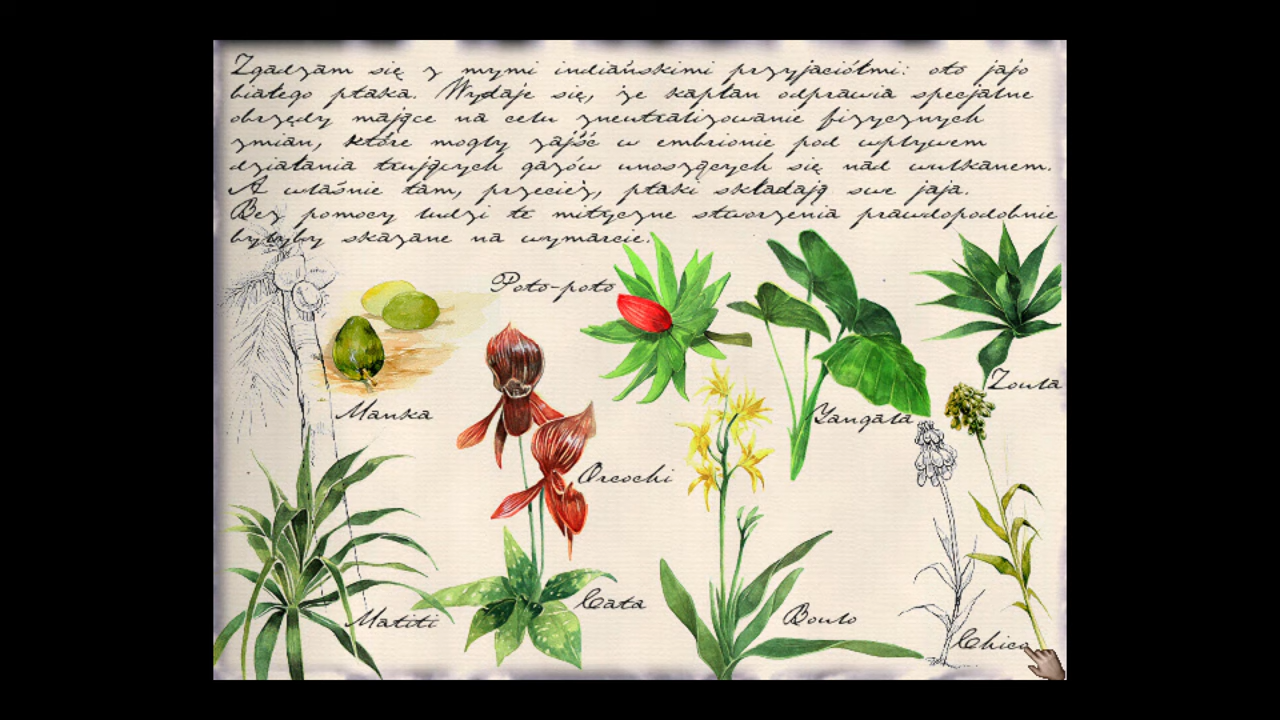 Zgadzam się z mymi indiańskimi przyjaciółmi: oto jajo
białego ptaka. Wydaje się, że kapłan odprawia specjalne
obrzędy mające na celu zneutralizowanie fizycznych
zmian, które mogły zajść w embrionie pod wpływem
działania trujących gazów unoszących się nad wulkanem.
A właśnie tam, przecież, ptaki składają swe jaja.
Bez pomocy ludzi te mityczne stworzenia prawdopodobnie
byłyby skazane na wymarcie.
Poto-poto
Zouta
Manka
Yangala
Orcochi
Cata
Matiti
Boulo
Chico